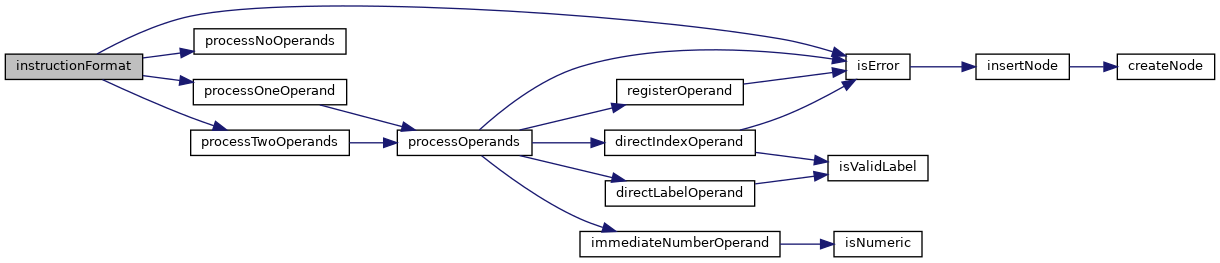 instructionFormat
processNoOperands
processOneOperand
processTwoOperands
processOperands
registerOperand
directIndexOperand
directLabelOperand
immediateNumberOperand
isError
isValidLabel
isNumeric
insertNode
createNode